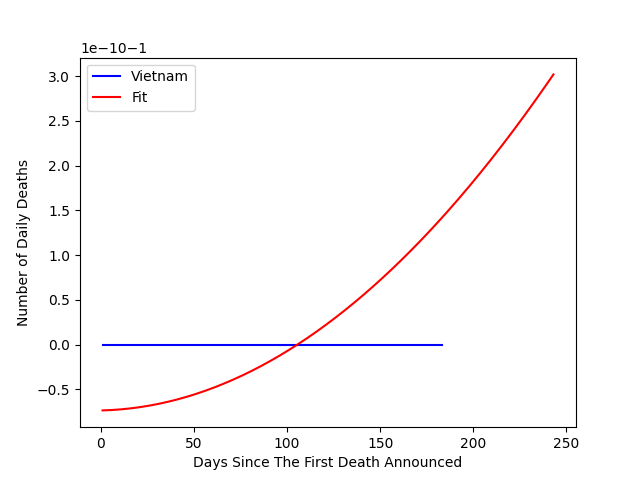 1e−10−1
Vietnam
Fit
3.0
2.5
2.0
1.5
1.0
0.5
0.0
−0.5
Number of Daily Deaths
0 50 100 150 200 250
Days Since The First Death Announced